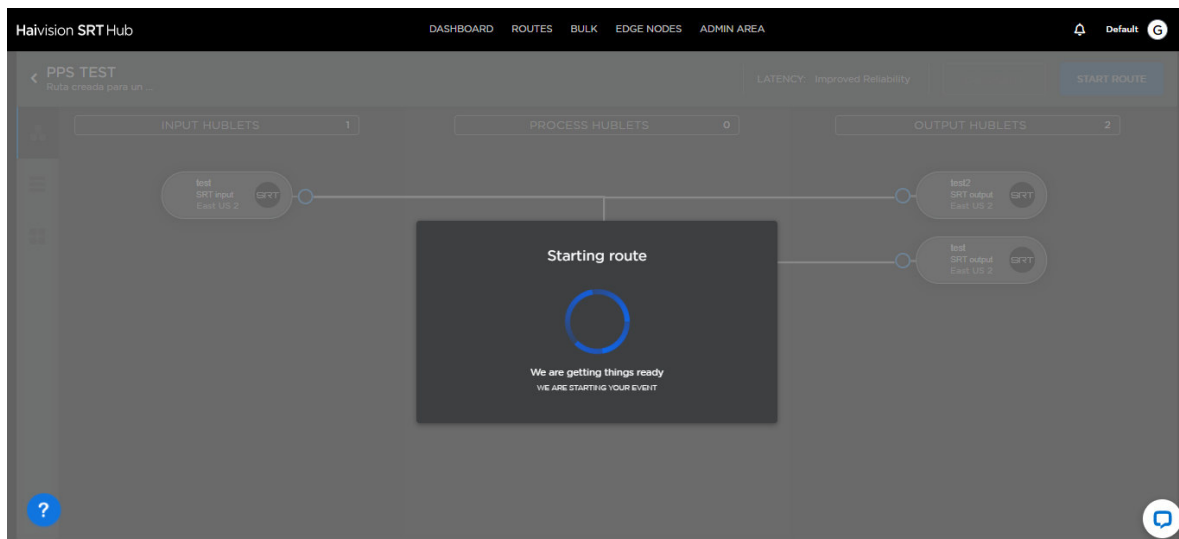 Haivision SRT Hub
DASHBOARD ROUTES BULK EDGE NODES ADMIN AREA
Default G
PPS TEST
Ruta creada para un ...
LATENCY: Improved Reliability
START ROUTE
INPUT HUBLETS 1
PROCESS HUBLETS 0
OUTPUT HUBLETS 2
test
SRT input
East US 2
SRT
test2
SRT output
East US 2
SRT
test
SRT output
East US 2
SRT
Starting route
We are getting things ready
WE ARE STARTING YOUR EVENT
?